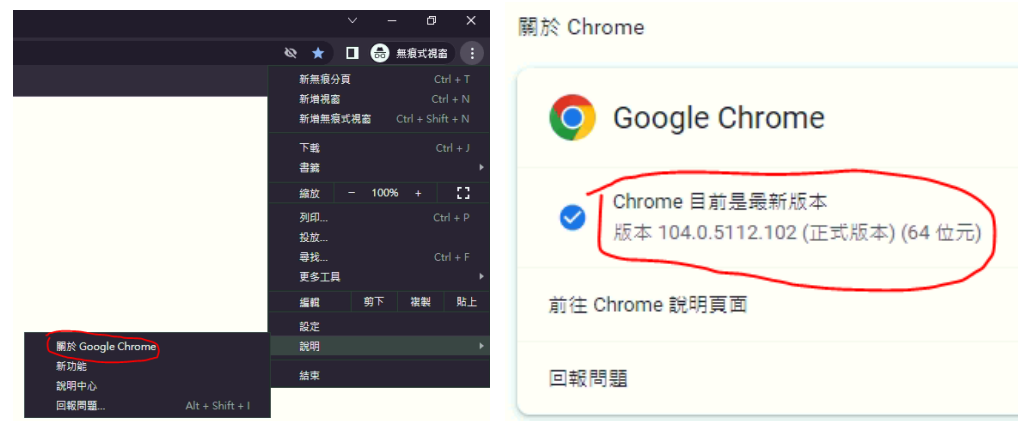 無痕式視窗
新無痕分頁 Ctrl + T
新增視窗 Ctrl + N
新增無痕式視窗 Ctrl + Shift + N
下載 Ctrl + J
書籤
縮放 − 100% +
列印... Ctrl + P
投放...
尋找... Ctrl + F
更多工具
編輯 剪下 複製 貼上
設定
說明
結束
關於 Google Chrome
新功能
說明中心
回報問題... Alt + Shift + I
關於 Chrome
Google Chrome
Chrome 目前是最新版本
版本 104.0.5112.102 (正式版本) (64 位元)
前往 Chrome 說明頁面
回報問題